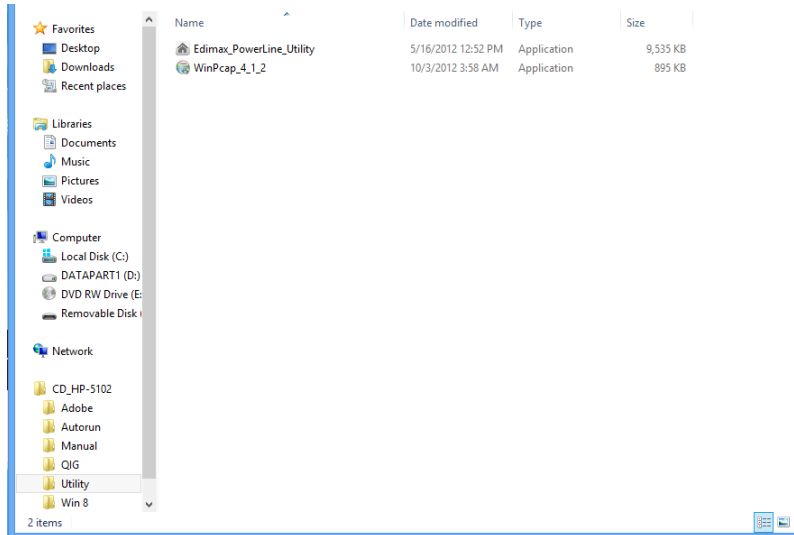 Name Date modified Type Size
Edimax_PowerLine_Utility 5/16/2012 12:52 PM Application 9,535 KB
WinPcap_4_1_2 10/3/2012 3:58 AM Application 895 KB
Favorites
Desktop
Downloads
Recent places
Libraries
Documents
Music
Pictures
Videos
Computer
Local Disk (C:)
DATAPART1 (D:)
DVD RW Drive (E:
Removable Disk
Network
CD_HP-5102
Adobe
Autorun
Manual
QIG
Utility
Win 8
2 items